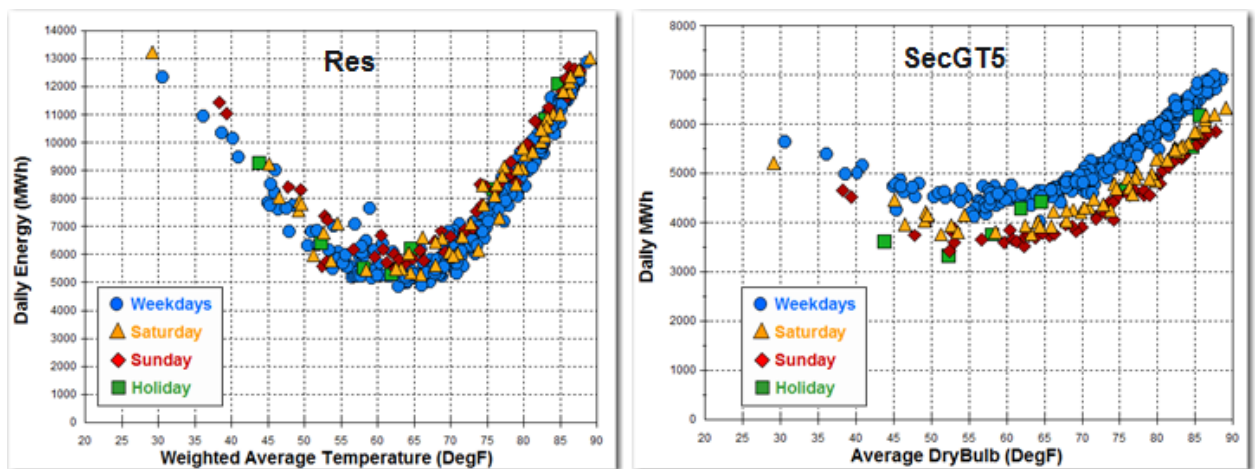 Res
Daily Energy (MWh)
14000
13000
12000
11000
10000
9000
8000
7000
6000
5000
4000
3000
2000
1000
0
Weekdays
Saturday
Sunday
Holiday
20 25 30 35 40 45 50 55 60 65 70 75 80 85 90
Weighted Average Temperature (DegF)
SecGT5
Daily MWh
8000
7000
6000
5000
4000
3000
2000
1000
0
Weekdays
Saturday
Sunday
Holiday
20 25 30 35 40 45 50 55 60 65 70 75 80 85 90
Average DryBulb (DegF)